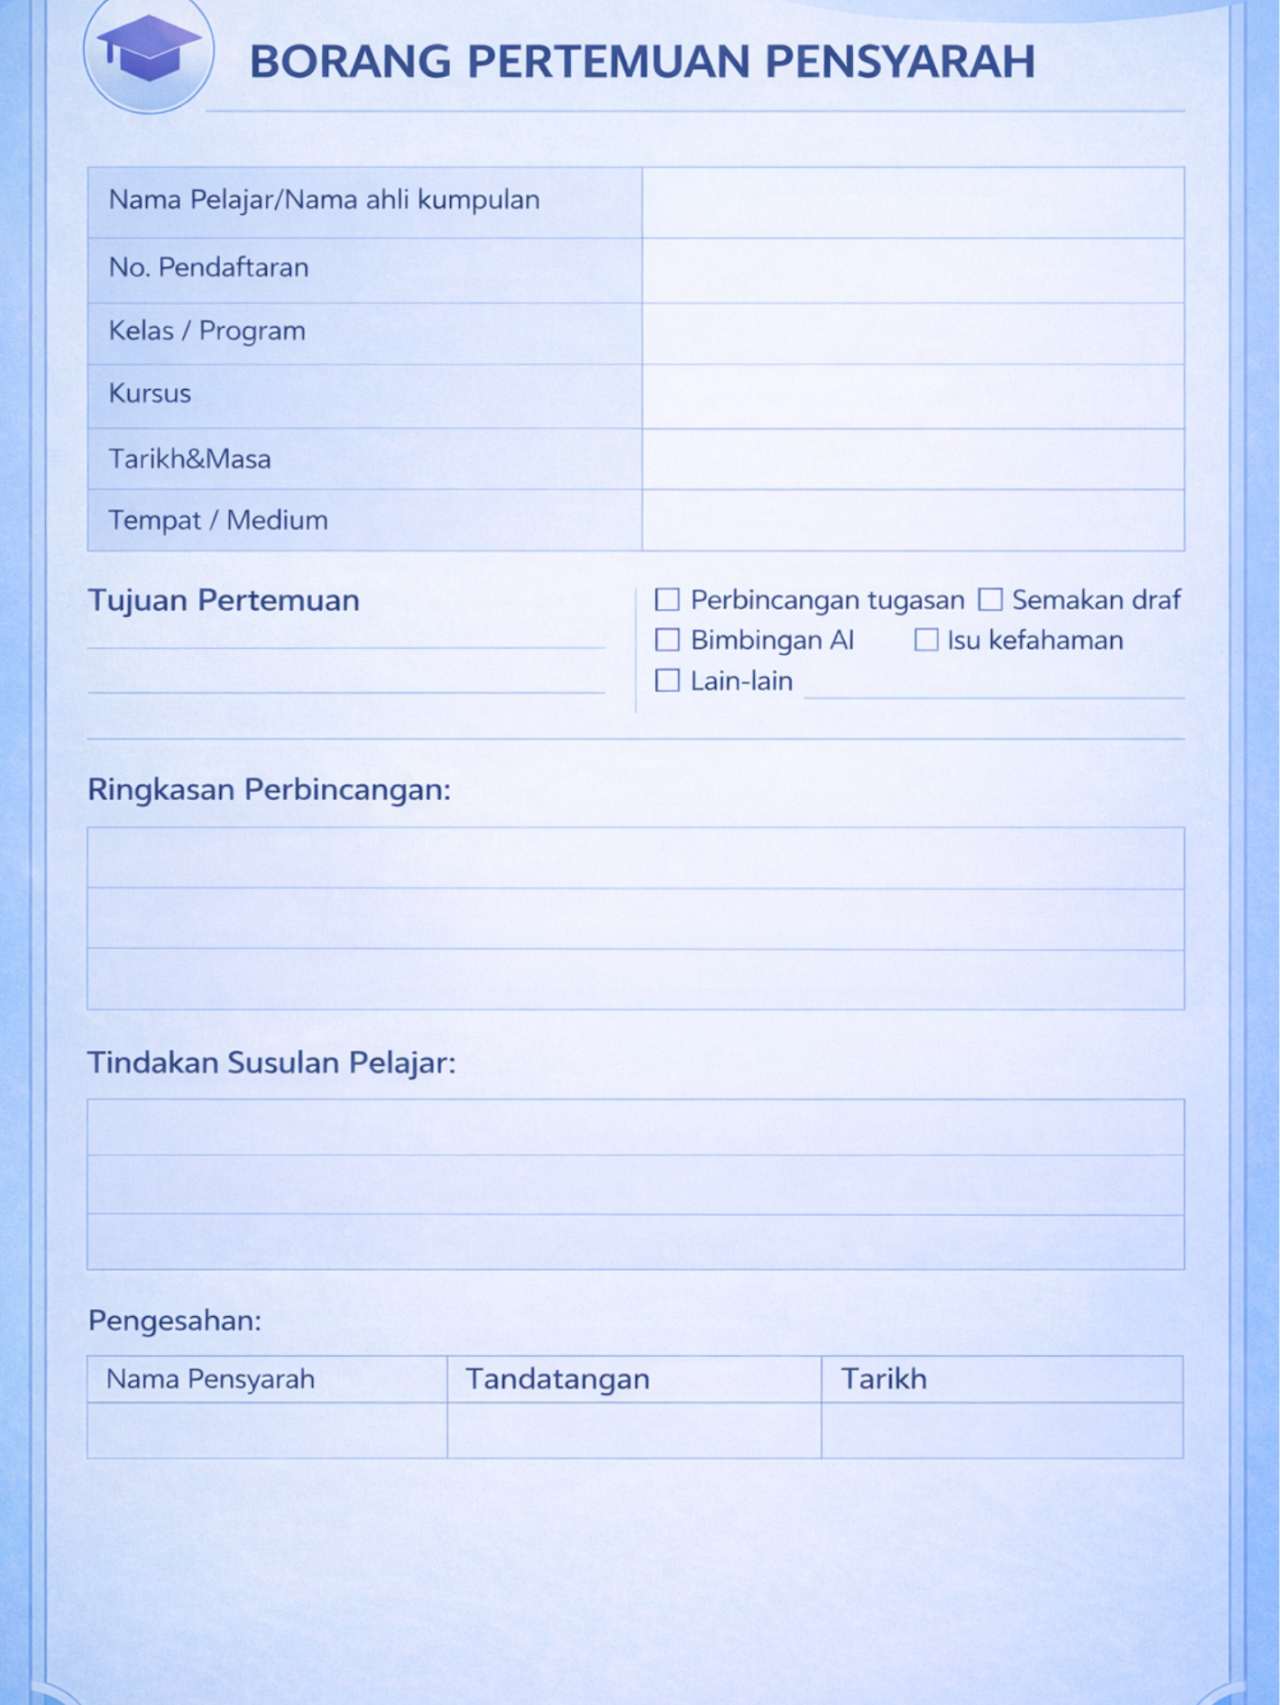 BORANG PERTEMUAN PENSYARAH
Nama Pelajar/Nama ahli kumpulan
No. Pendaftaran
Kelas / Program
Kursus
Tarikh&Masa
Tempat / Medium
Tujuan Pertemuan
Perbincangan tugasan Semakan draf
Bimbingan AI Isu kefahaman
Lain-lain
Ringkasan Perbincangan:
Tindakan Susulan Pelajar:
Pengesahan:
Nama Pensyarah Tandatangan Tarikh